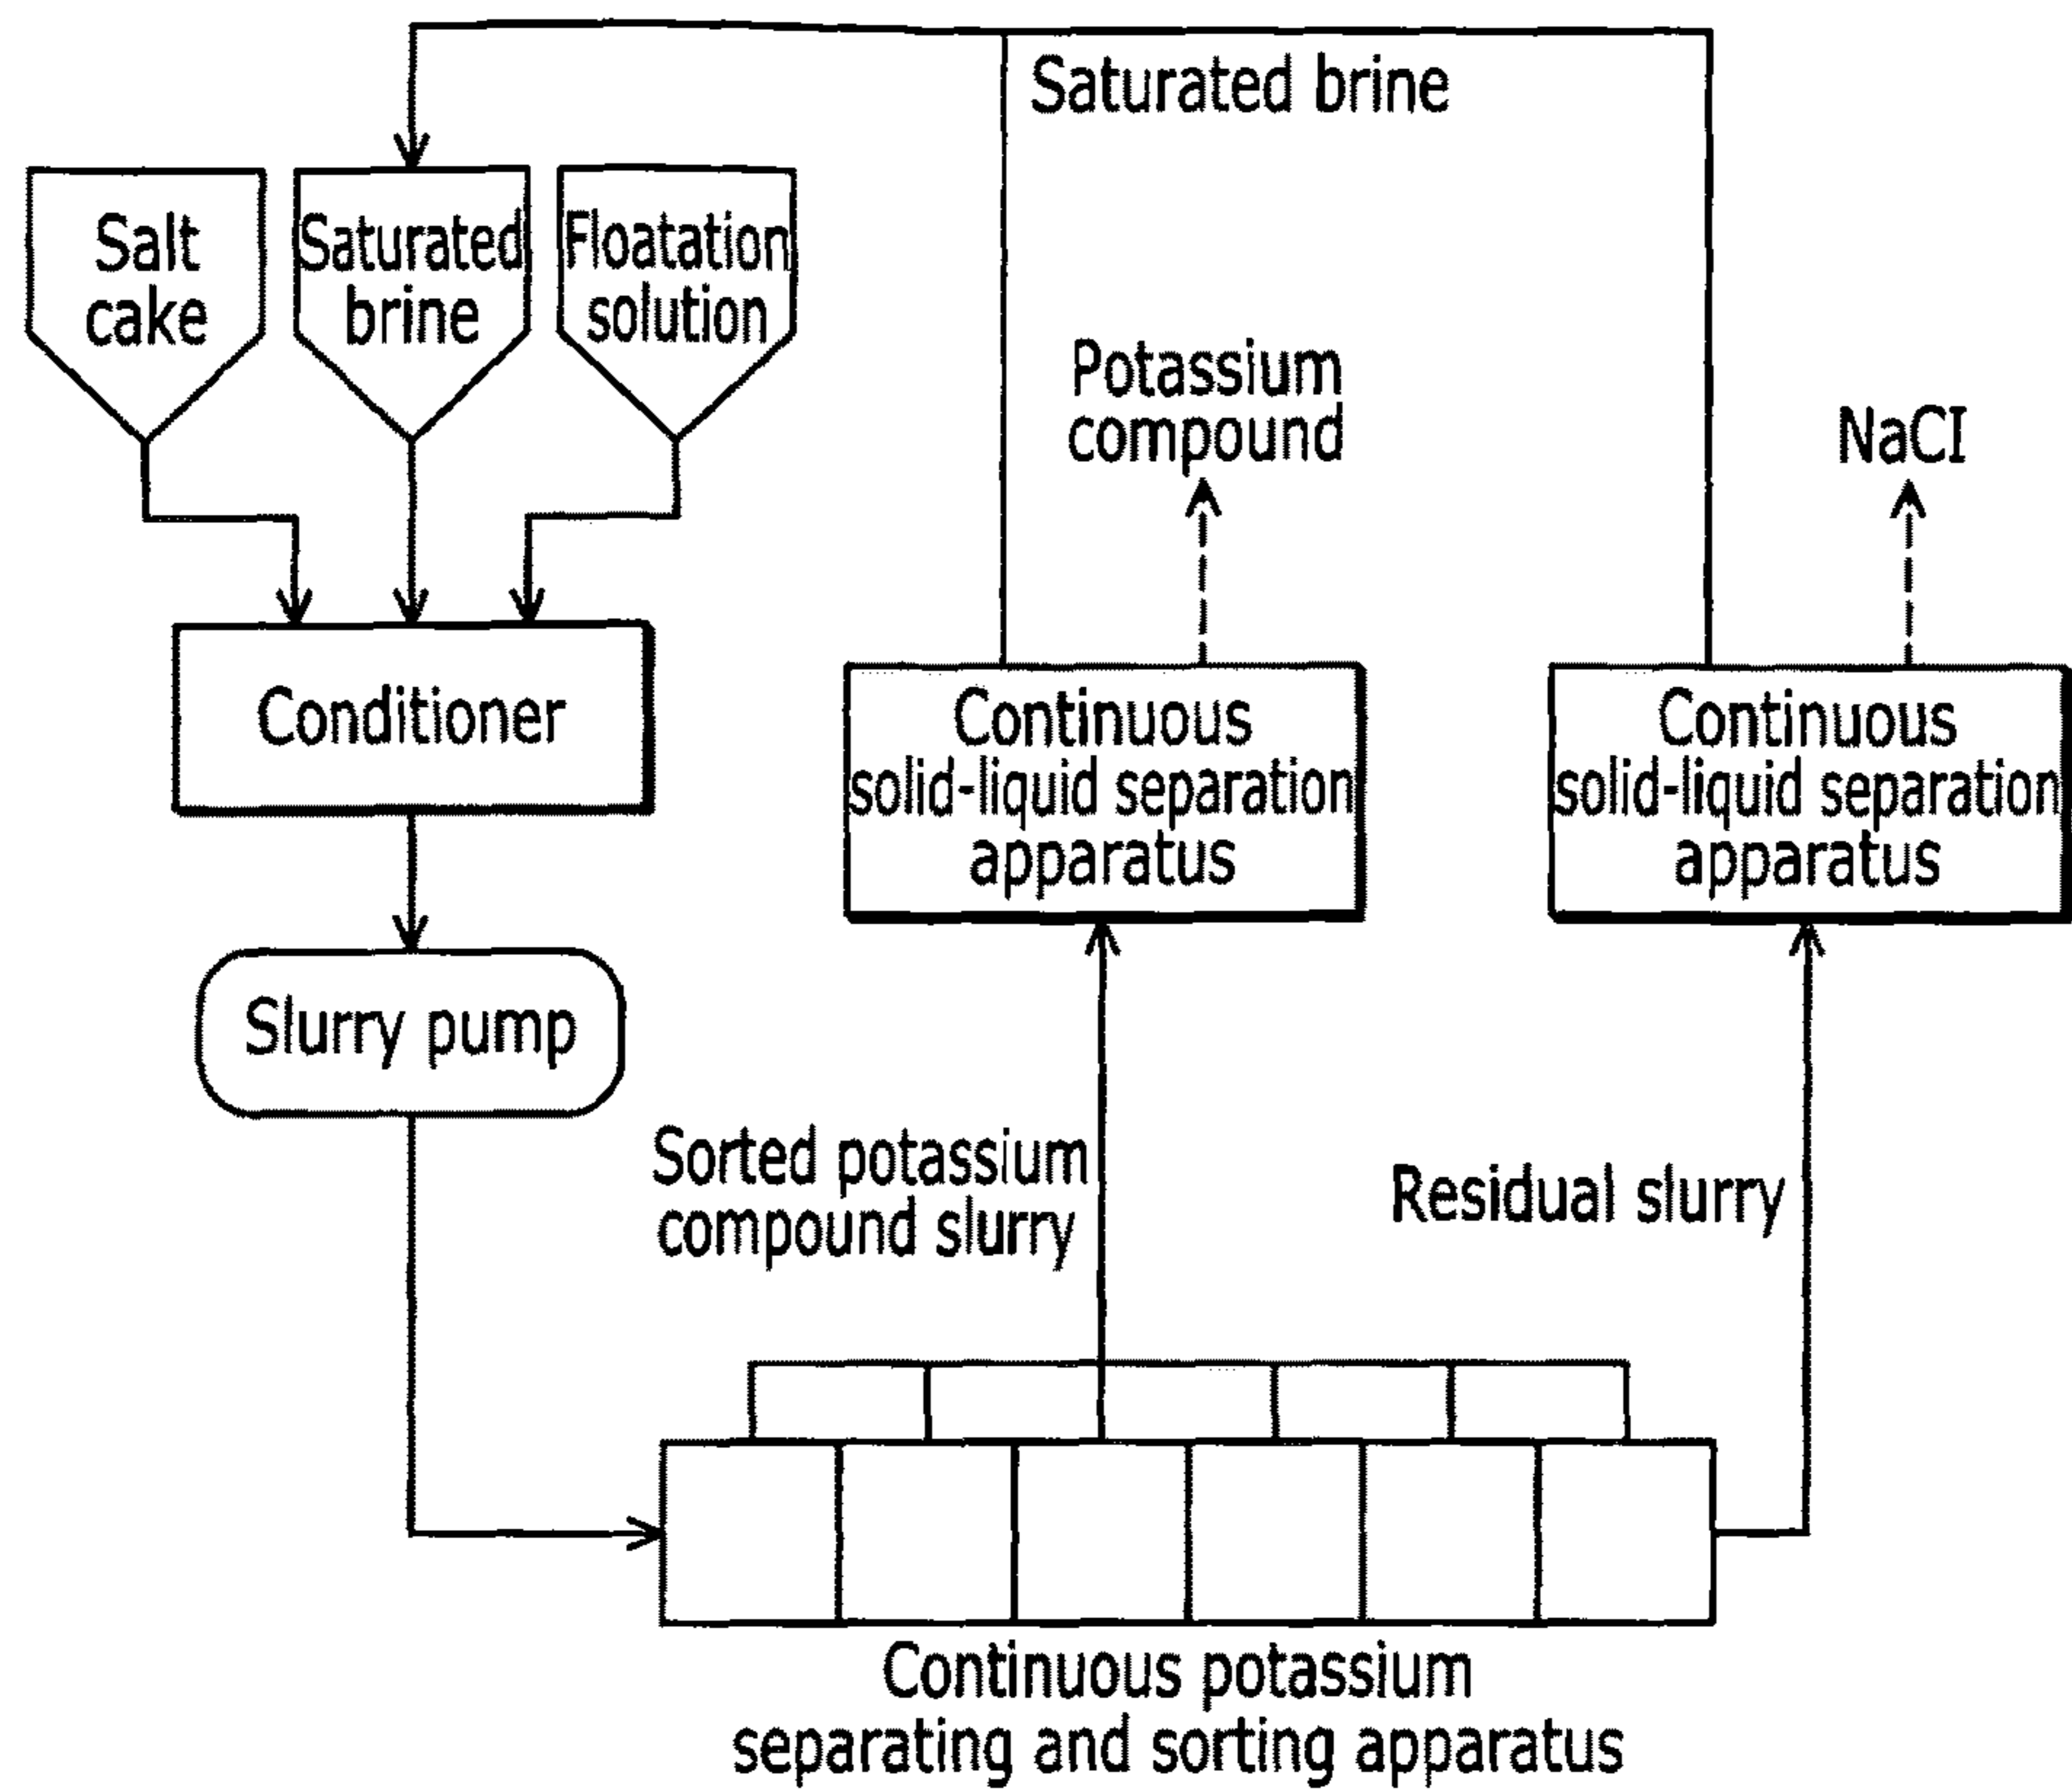 Saturated brine
Salt
cake
Saturated
brine
Floatation
solution
Potassium
compound
NaCl
Conditioner
Continuous
solid-liquid separation
apparatus
Continuous
solid-liquid separation
apparatus
Slurry pump
Sorted potassium
compound slurry
Residual slurry
Continuous potassium
separating and sorting apparatus